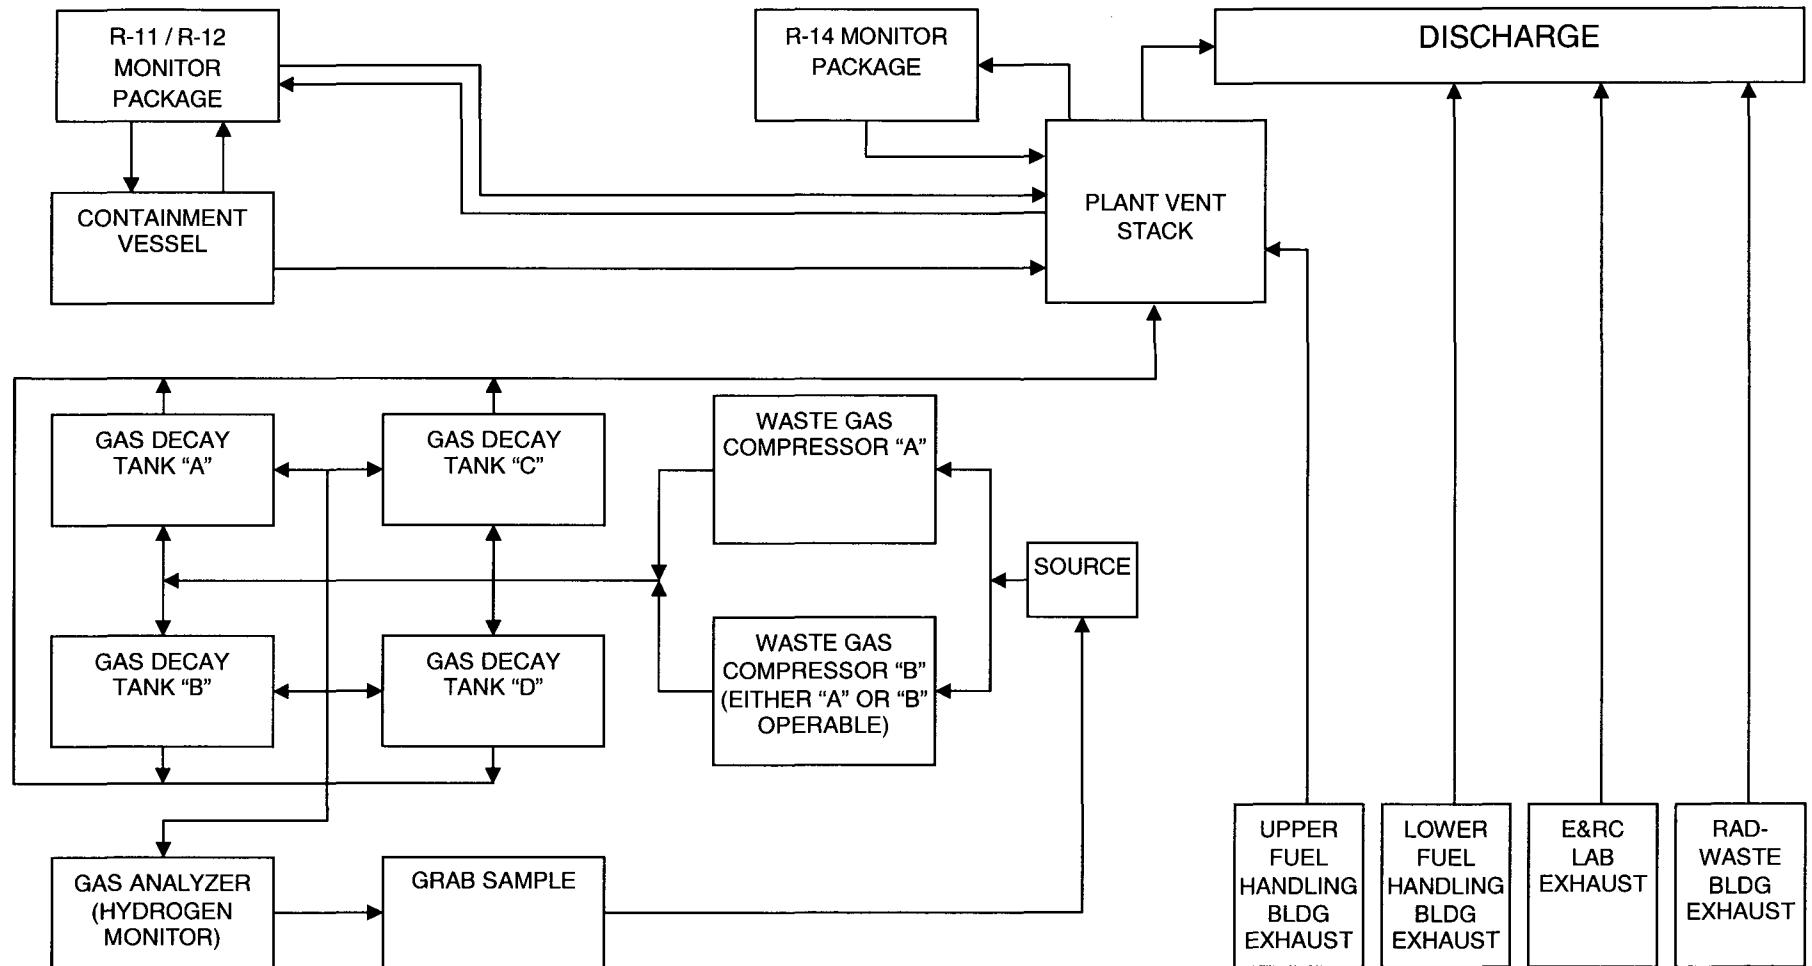 R-11 / R-12
MONITOR
PACKAGE
R-14 MONITOR
PACKAGE
DISCHARGE
CONTAINMENT
VESSEL
PLANT VENT
STACK
GAS DECAY
TANK “A”
GAS DECAY
TANK “C”
WASTE GAS
COMPRESSOR “A”
SOURCE
GAS DECAY
TANK “B”
GAS DECAY
TANK “D”
WASTE GAS
COMPRESSOR “B”
(EITHER “A” OR “B”
OPERABLE)
GAS ANALYZER
(HYDROGEN
MONITOR)
GRAB SAMPLE
UPPER
FUEL
HANDLING
BLDG
EXHAUST
LOWER
FUEL
HANDLING
BLDG
EXHAUST
E&RC
LAB
EXHAUST
RAD-
WASTE
BLDG
EXHAUST